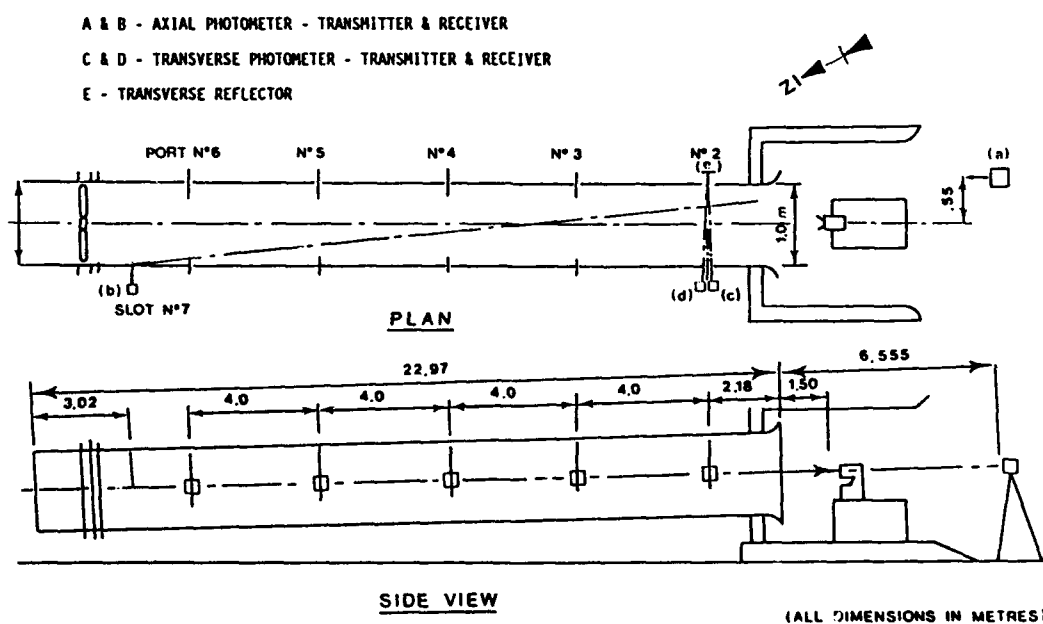 A & B - AXIAL PHOTOMETER - TRANSMITTER & RECEIVER
C & D - TRANSVERSE PHOTOMETER - TRANSMITTER & RECEIVER
E - TRANSVERSE REFLECTOR
ZI
PORT N°6 N°5 N°4 N°3 N°2
(e)
(a)
.55
1.0 m
(b)
SLOT N°7
(d) (c)
PLAN
22.97 6.555
3.02 4.0 4.0 4.0 4.0 2.18 1.50
SIDE VIEW
(ALL DIMENSIONS IN METRES)